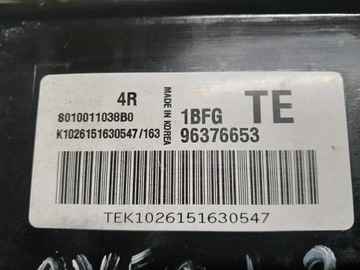 4R
S010011038B0
K1026151630547/163
MADE IN KOREA
1BFG
TE
96376653
TEK1026151630547